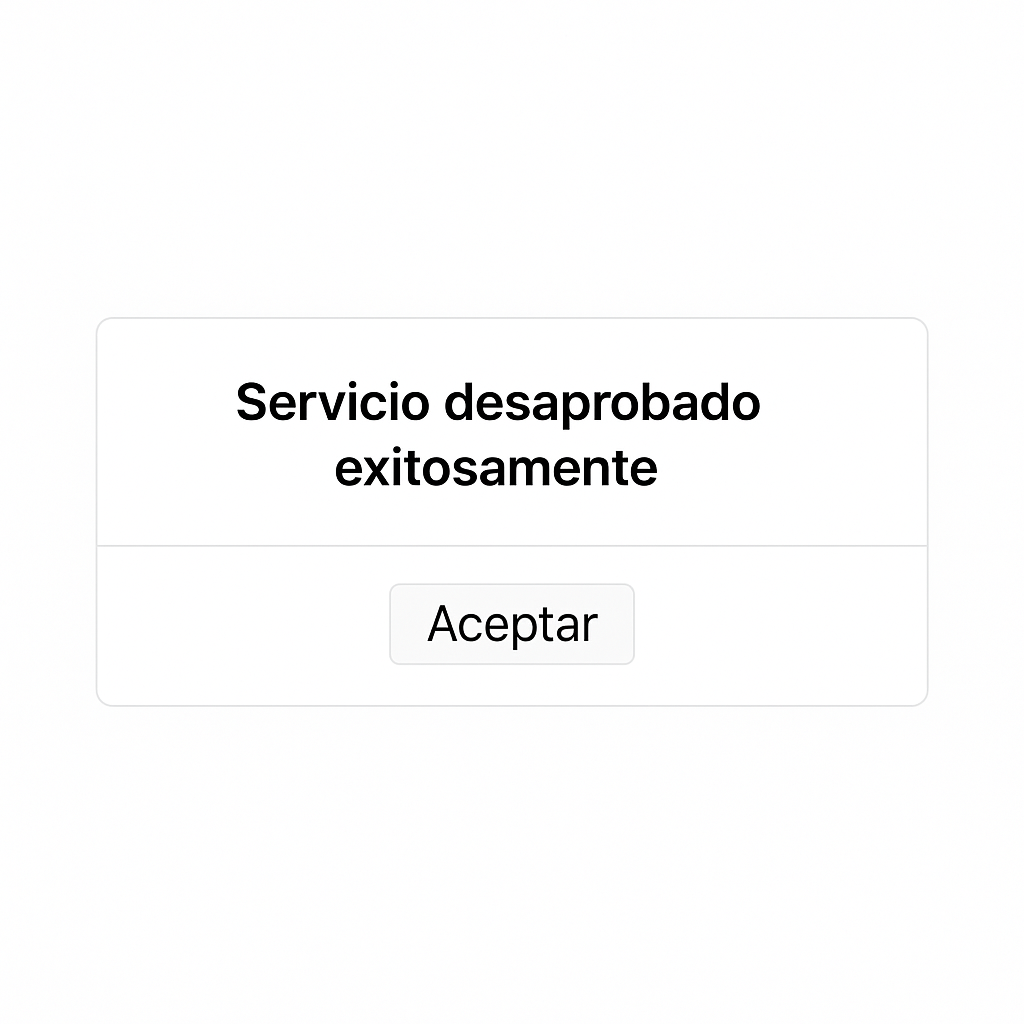 Servicio desaprobado
exitosamente
Aceptar